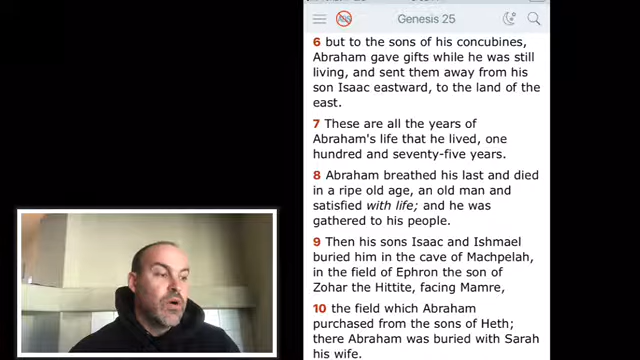 Genesis 25
6 but to the sons of his concubines,
Abraham gave gifts while he was still
living, and sent them away from his
son Isaac eastward, to the land of the
east.
7 These are all the years of
Abraham's life that he lived, one
hundred and seventy-five years.
8 Abraham breathed his last and died
in a ripe old age, an old man and
satisfied with life; and he was
gathered to his people.
9 Then his sons Isaac and Ishmael
buried him in the cave of Machpelah,
in the field of Ephron the son of
Zohar the Hittite, facing Mamre,
10 the field which Abraham
purchased from the sons of Heth;
there Abraham was buried with Sarah
his wife.